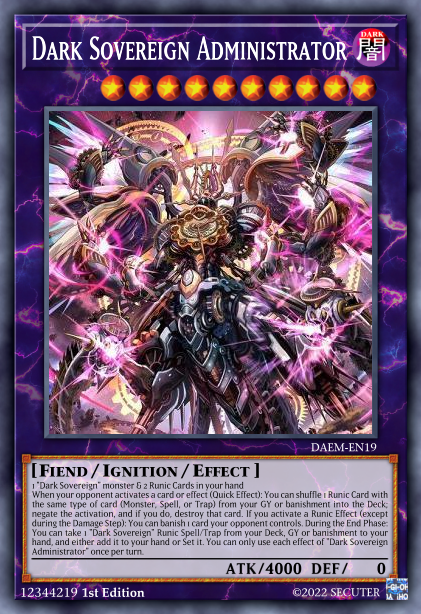 DARK SOVEREIGN ADMINISTRATOR
DARK
闇
DAEM-EN19
[FIEND / IGNITION / EFFECT ]
1 "Dark Sovereign" monster & 2 Runic Cards in your hand
When your opponent activates a card or effect (Quick Effect): You can shuffle 1 Runic Card with
the same type of card (Monster, Spell, or Trap) from your GY or banishment into the Deck;
negate the activation, and if you do, destroy that card. If you activate a Runic Effect (except
during the Damage Step): You can banish 1 card your opponent controls. During the End Phase:
You can take 1 "Dark Sovereign" Runic Spell/Trap from your Deck, GY or banishment to your
hand, and either add it to your hand or Set it. You can only use each effect of "Dark Sovereign
Administrator" once per turn.
ATK/4000 DEF/ 0
12344219 1st Edition
©2022 SECUTER